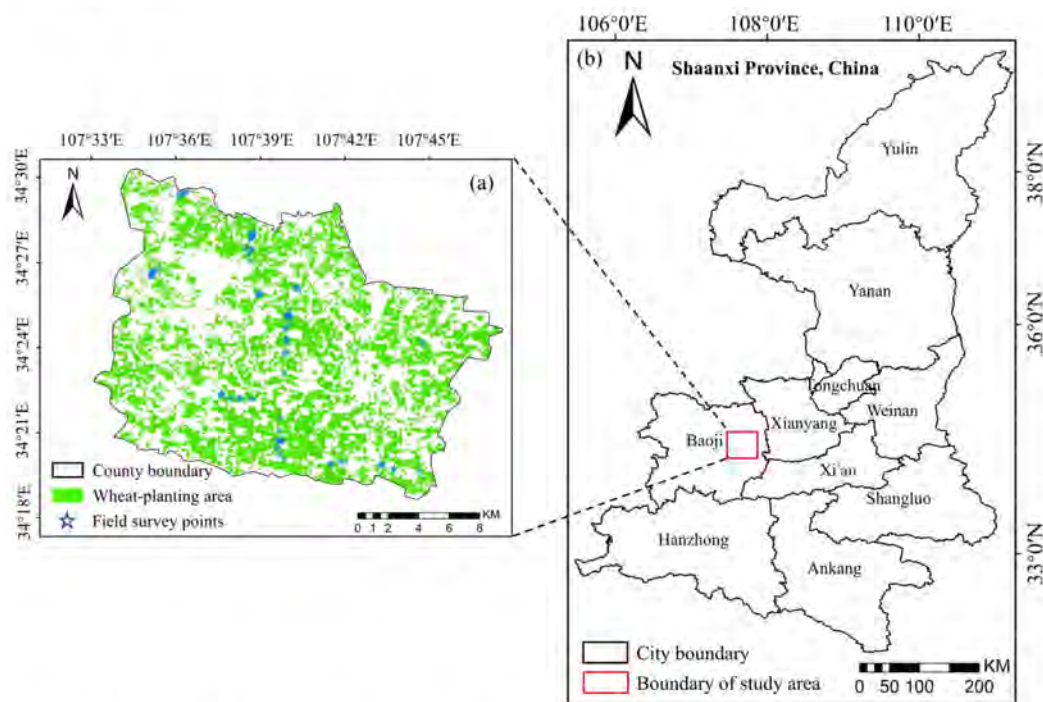 107°33′E 107°36′E 107°39′E 107°42′E 107°45′E
34°30′E
34°27′E
34°24′E
34°21′E
34°18′E
N
(a)
County boundary
Wheat-planting area
Field survey points
KM
0 1 2 4 6 8
106°0′E 108°0′E 110°0′E
(b)
Shaanxi Province, China
N
Yulin
38°0′N
Yanan
36°0′N
Tongchuan
Weinan
Xianyang
Baoji
Xi'an
Shangluo
Hanzhong
33°0′N
Ankang
City boundary
Boundary of study area
KM
0 50 100 200